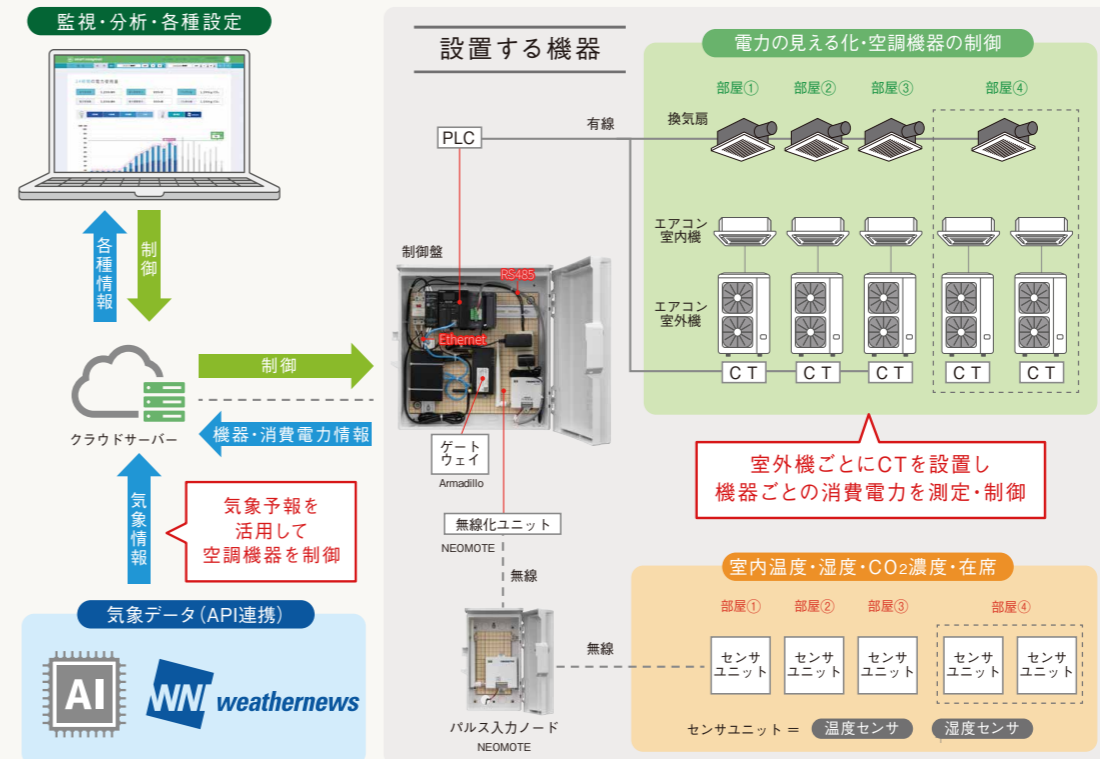 監視・分析・各種設定
各種情報
制御
クラウドサーバー
制御
機器・消費電力情報
気象情報
気象予報を
活用して
空調機器を制御
気象データ(API連携)
AI
WNI weathernews
設置する機器
PLC
有線
制御盤
RS485
Ethernet
ゲート
ウェイ
Armadillo
無線化ユニット
NEOMOTE
無線
パルス入力ノード
NEOMOTE
無線
電力の見える化・空調機器の制御
部屋① 部屋② 部屋③ 部屋④
換気扇
エアコン
室内機
エアコン
室外機
CT CT CT CT CT
室外機ごとにCTを設置し
機器ごとの消費電力を測定・制御
室内温度・湿度・CO₂濃度・在席
部屋① 部屋② 部屋③ 部屋④
センサ センサ センサ センサ センサ
ユニット ユニット ユニット ユニット ユニット
センサユニット = 温度センサ 湿度センサ